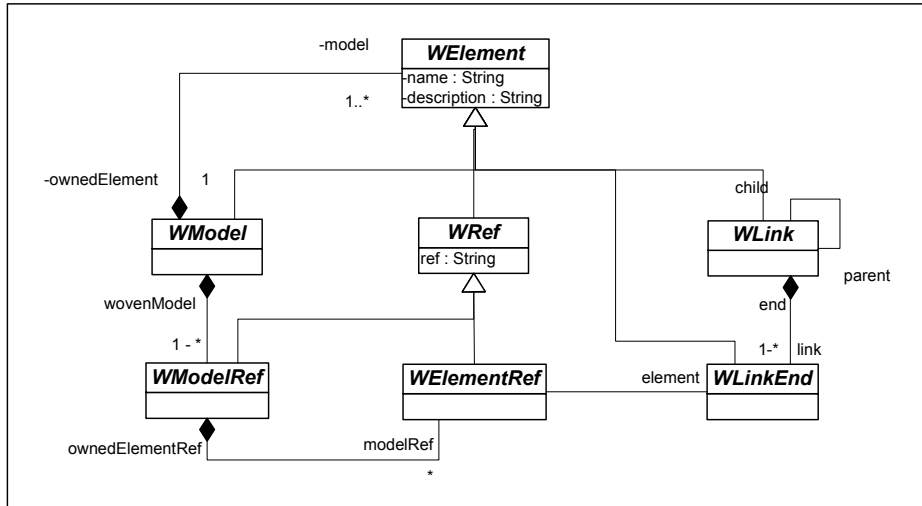 -model
WElement
-name : String
-description : String
1..*
-ownedElement
1
child
WModel
WRef
ref : String
WLink
parent
wovenModel
end
1 - *
1-*
link
WModelRef
WElementRef
element
WLinkEnd
ownedElementRef
modelRef
*